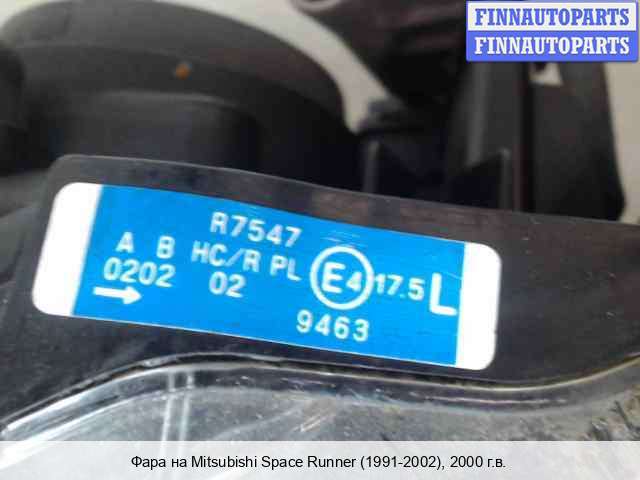 FINNAUTOPARTS
FINNAUTOPARTS
R7547
A B HC/R PL E4 17.5 L
0202 02
→ 9463
Фара на Mitsubishi Space Runner (1991-2002), 2000 г.в.